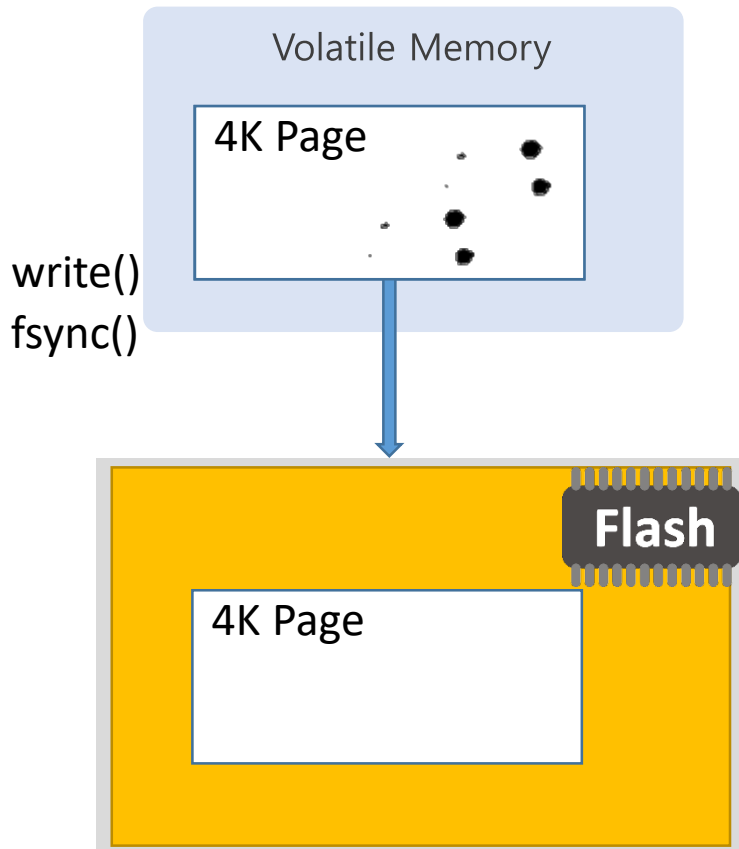 Volatile Memory
4K Page
write()
fsync()
Flash
4K Page